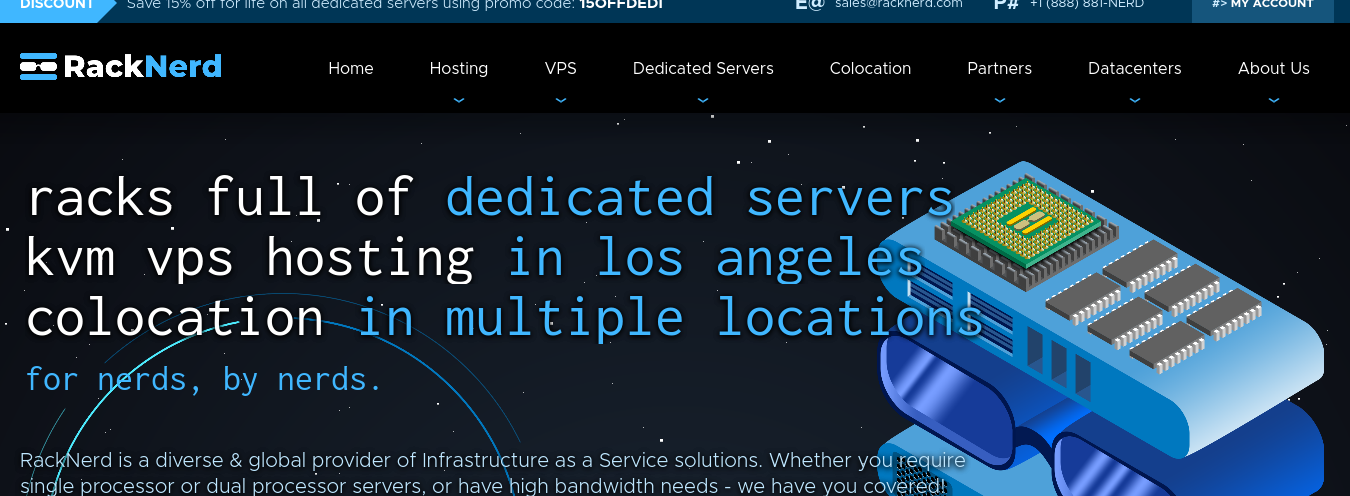 DISCOUNT Save 15% off for life on all dedicated servers using promo code: 15OFFDEDI E@ sales@racknerd.com P# +1 (888) 881-NERD #> MY ACCOUNT
RackNerd Home Hosting VPS Dedicated Servers Colocation Partners Datacenters About Us
racks full of dedicated servers
kvm vps hosting in los angeles
colocation in multiple locations
for nerds, by nerds.
RackNerd is a diverse & global provider of Infrastructure as a Service solutions. Whether you require
single processor or dual processor servers, or have high bandwidth needs - we have you covered!